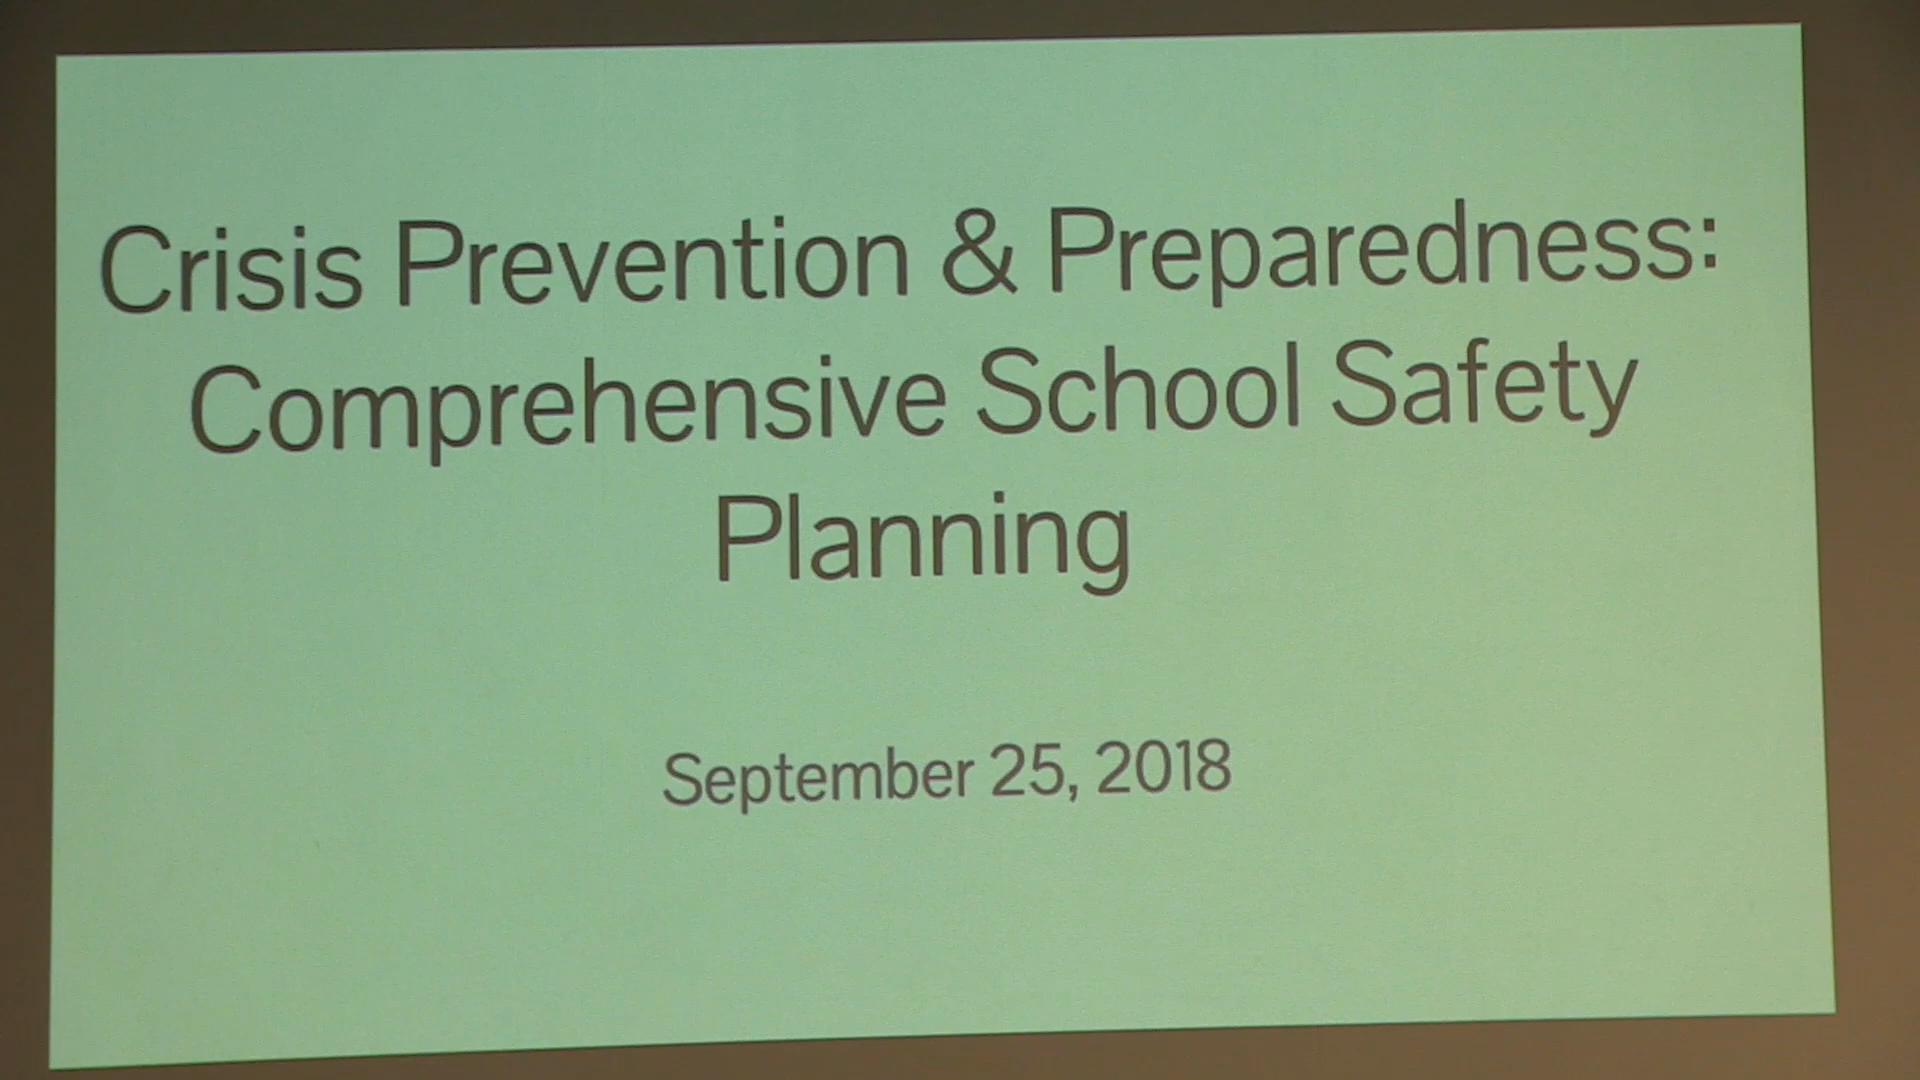 Crisis Prevention & Preparedness:
Comprehensive School Safety
Planning
September 25, 2018